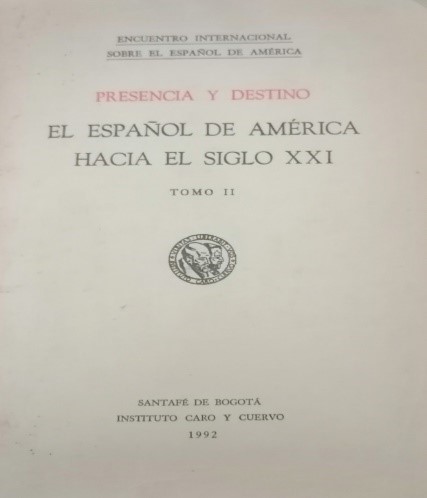 ENCUENTRO INTERNACIONAL
SOBRE EL ESPAÑOL DE AMÉRICA
PRESENCIA Y DESTINO
EL ESPAÑOL DE AMÉRICA
HACIA EL SIGLO XXI
TOMO II
SANTAFÉ DE BOGOTÁ
INSTITUTO CARO Y CUERVO
1992